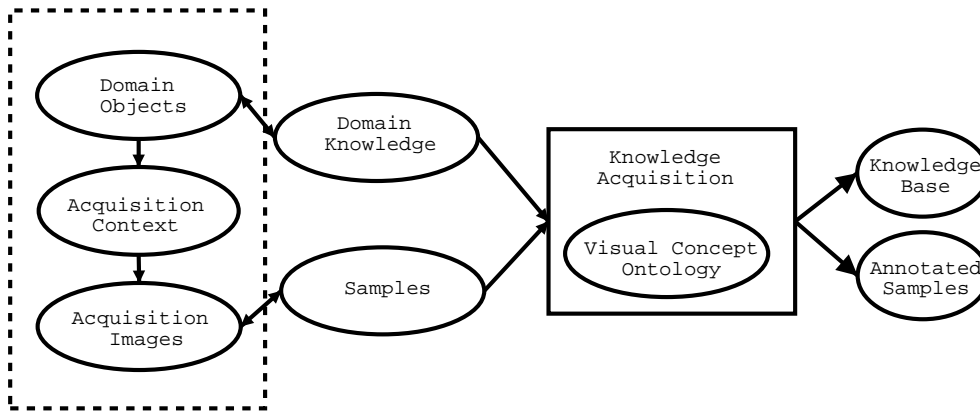 Domain
Objects
Acquisition
Context
Acquisition
Images
Domain
Knowledge
Samples
Knowledge
Acquisition
Visual Concept
Ontology
Knowledge
Base
Annotated
Samples